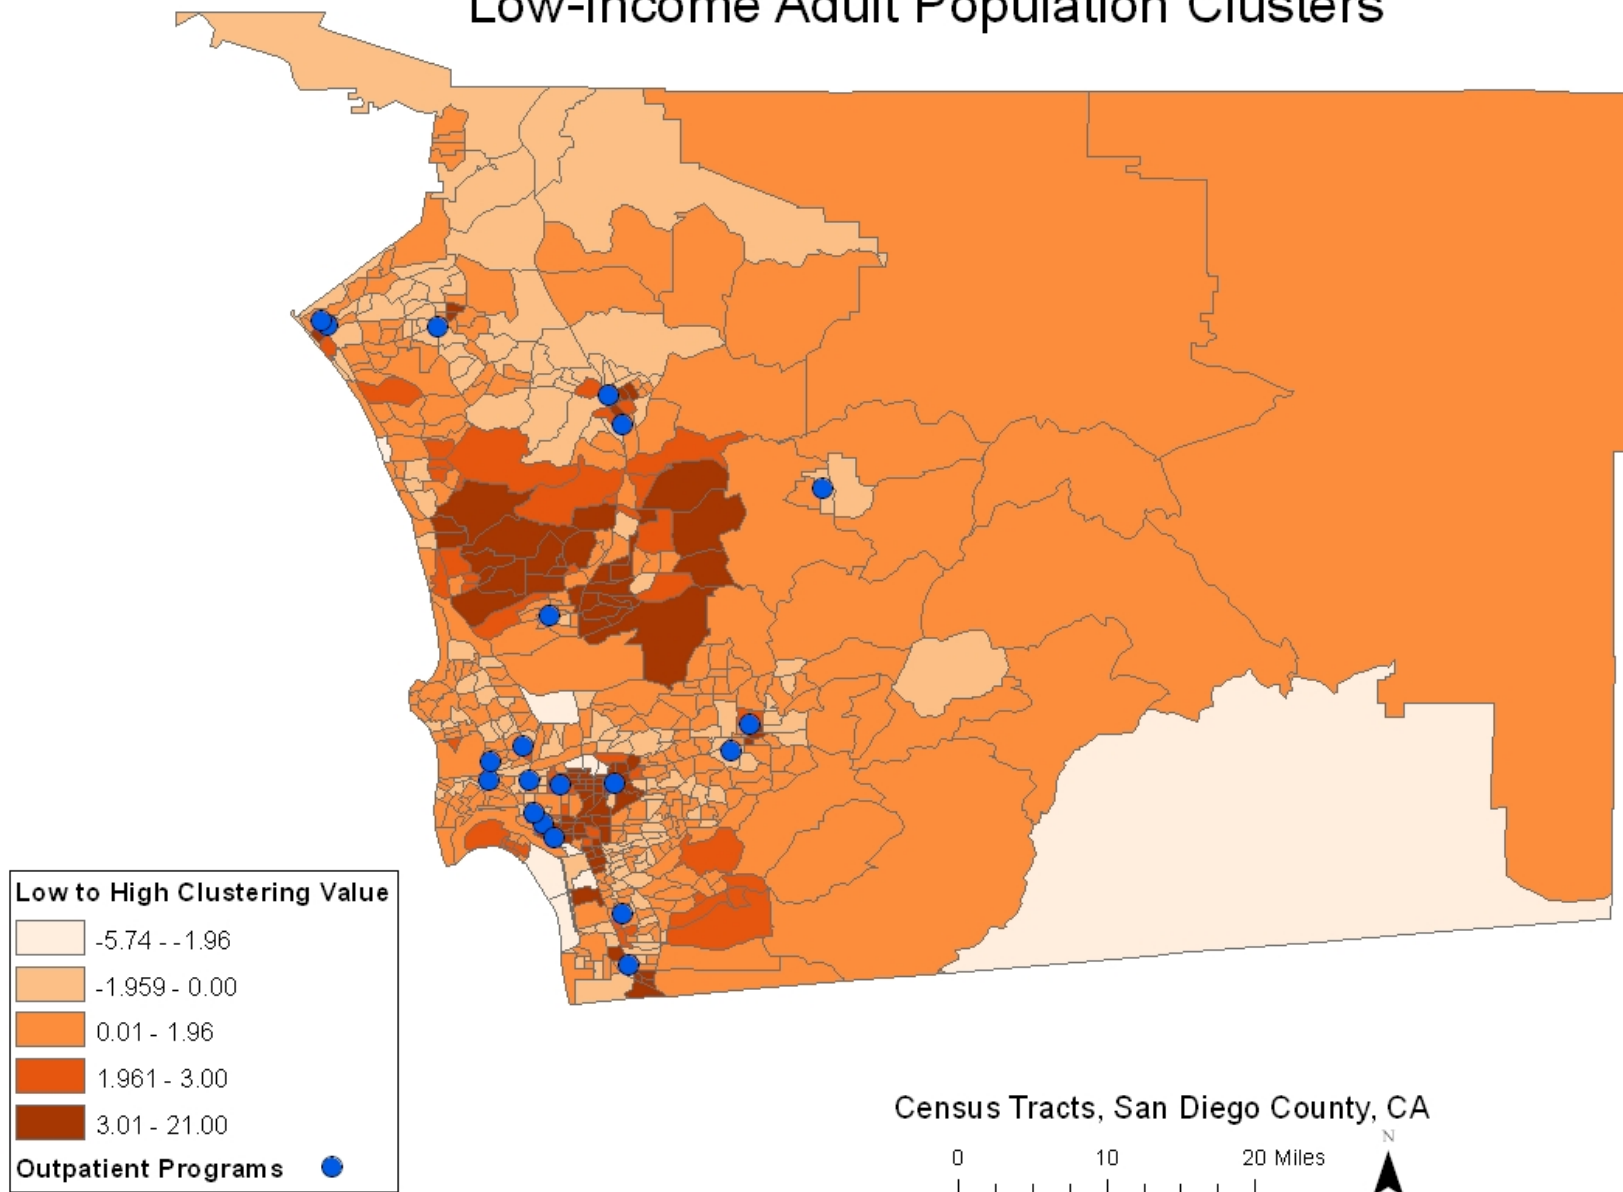 Low-Income Adult Population Clusters
Low to High Clustering Value
-5.74 - -1.96
-1.959 - 0.00
0.01 - 1.96
1.961 - 3.00
3.01 - 21.00
Outpatient Programs
Census Tracts, San Diego County, CA
N
0 10 20 Miles